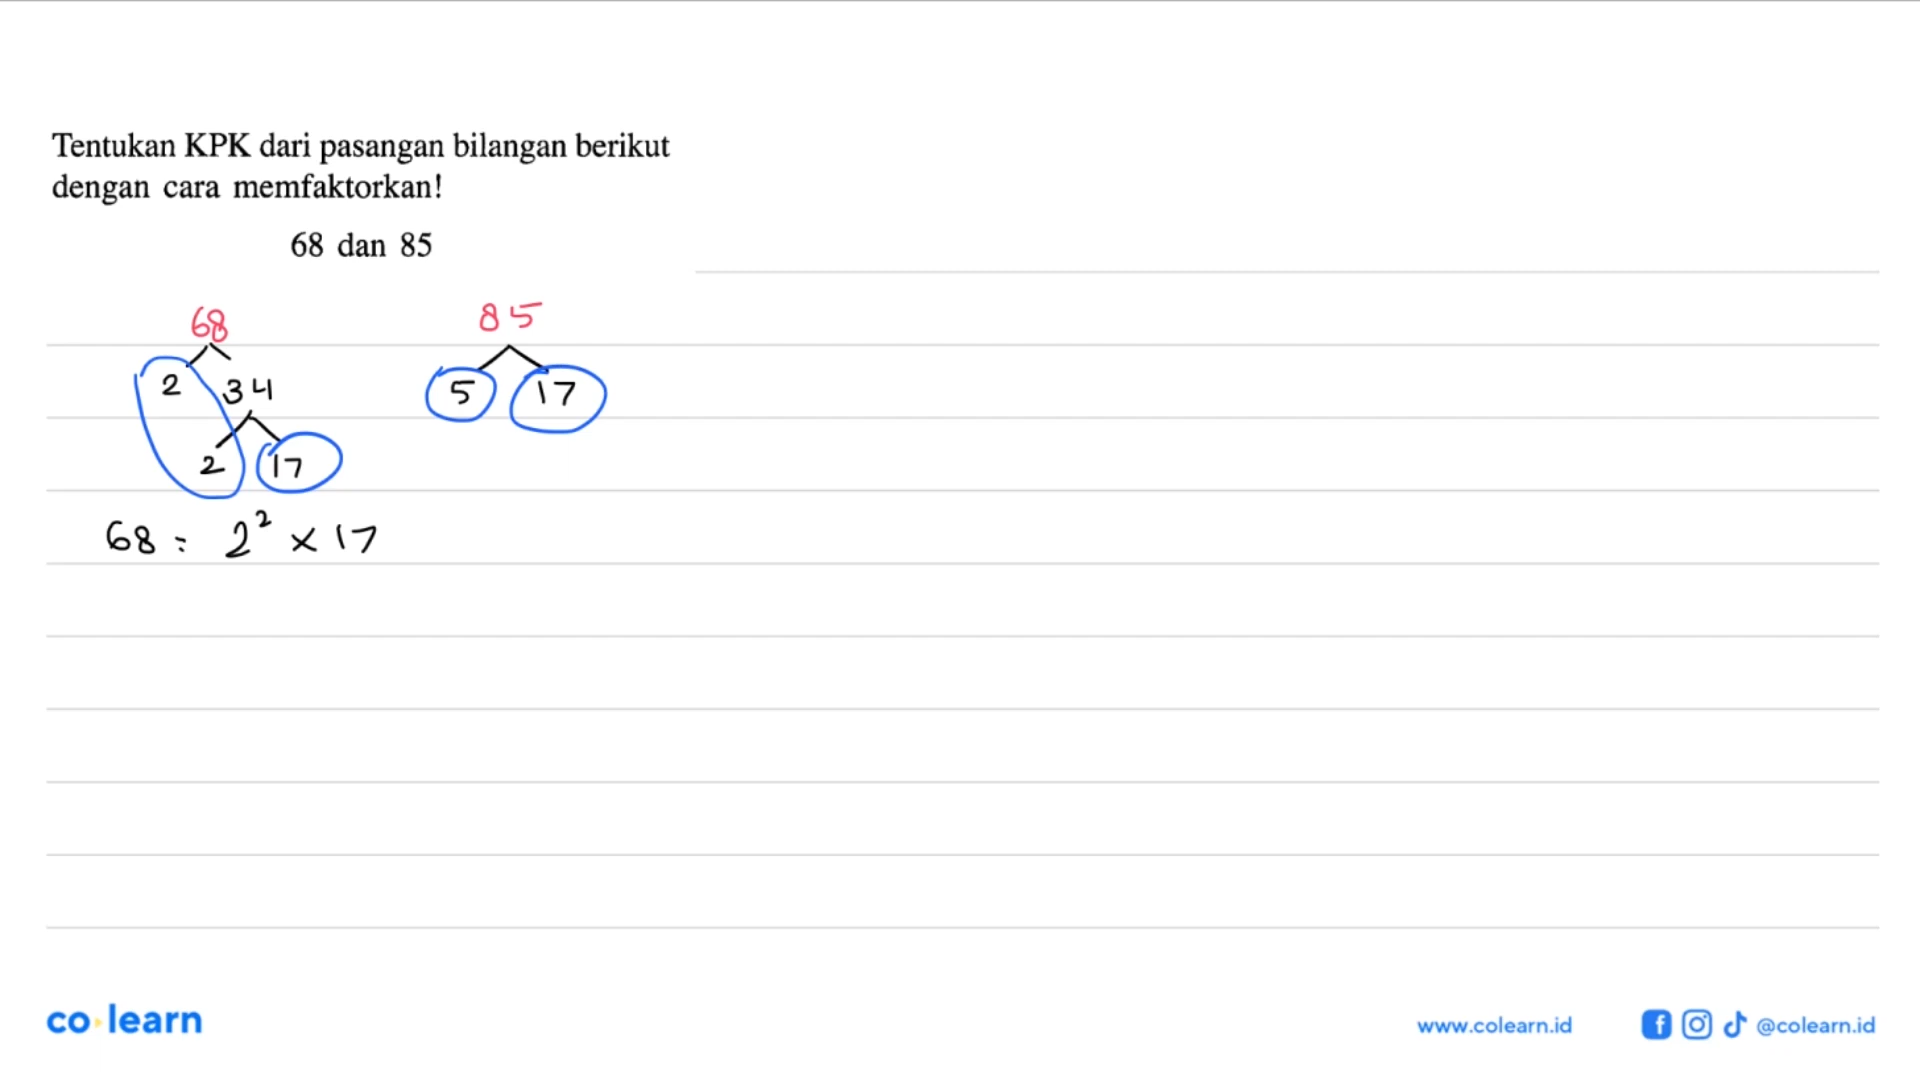 Tentukan KPK dari pasangan bilangan berikut
dengan cara memfaktorkan!
68 dan 85
68
85
2 34
5 17
2 17
68 = 2² × 17
co learn
www.colearn.id
@colearn.id